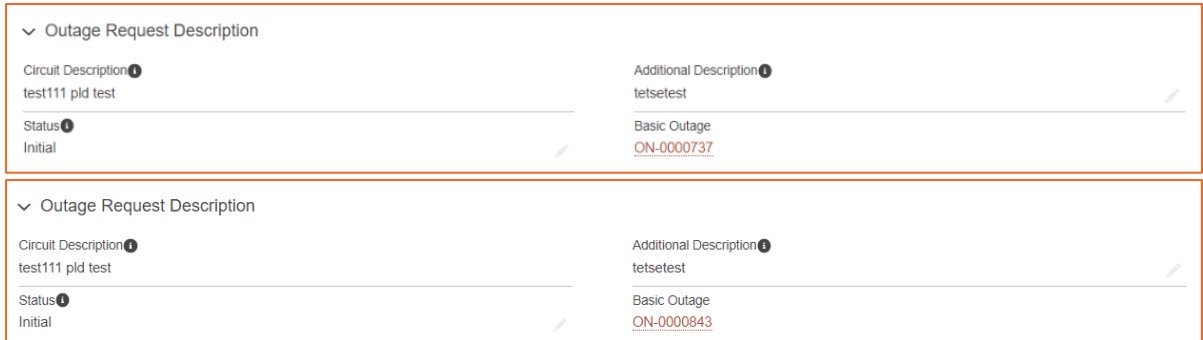 Outage Request Description
Circuit Description
Additional Description
test111 pld test
tetsetest
Status
Basic Outage
Initial
ON-0000737
Outage Request Description
Circuit Description
Additional Description
test111 pld test
tetsetest
Status
Basic Outage
Initial
ON-0000843